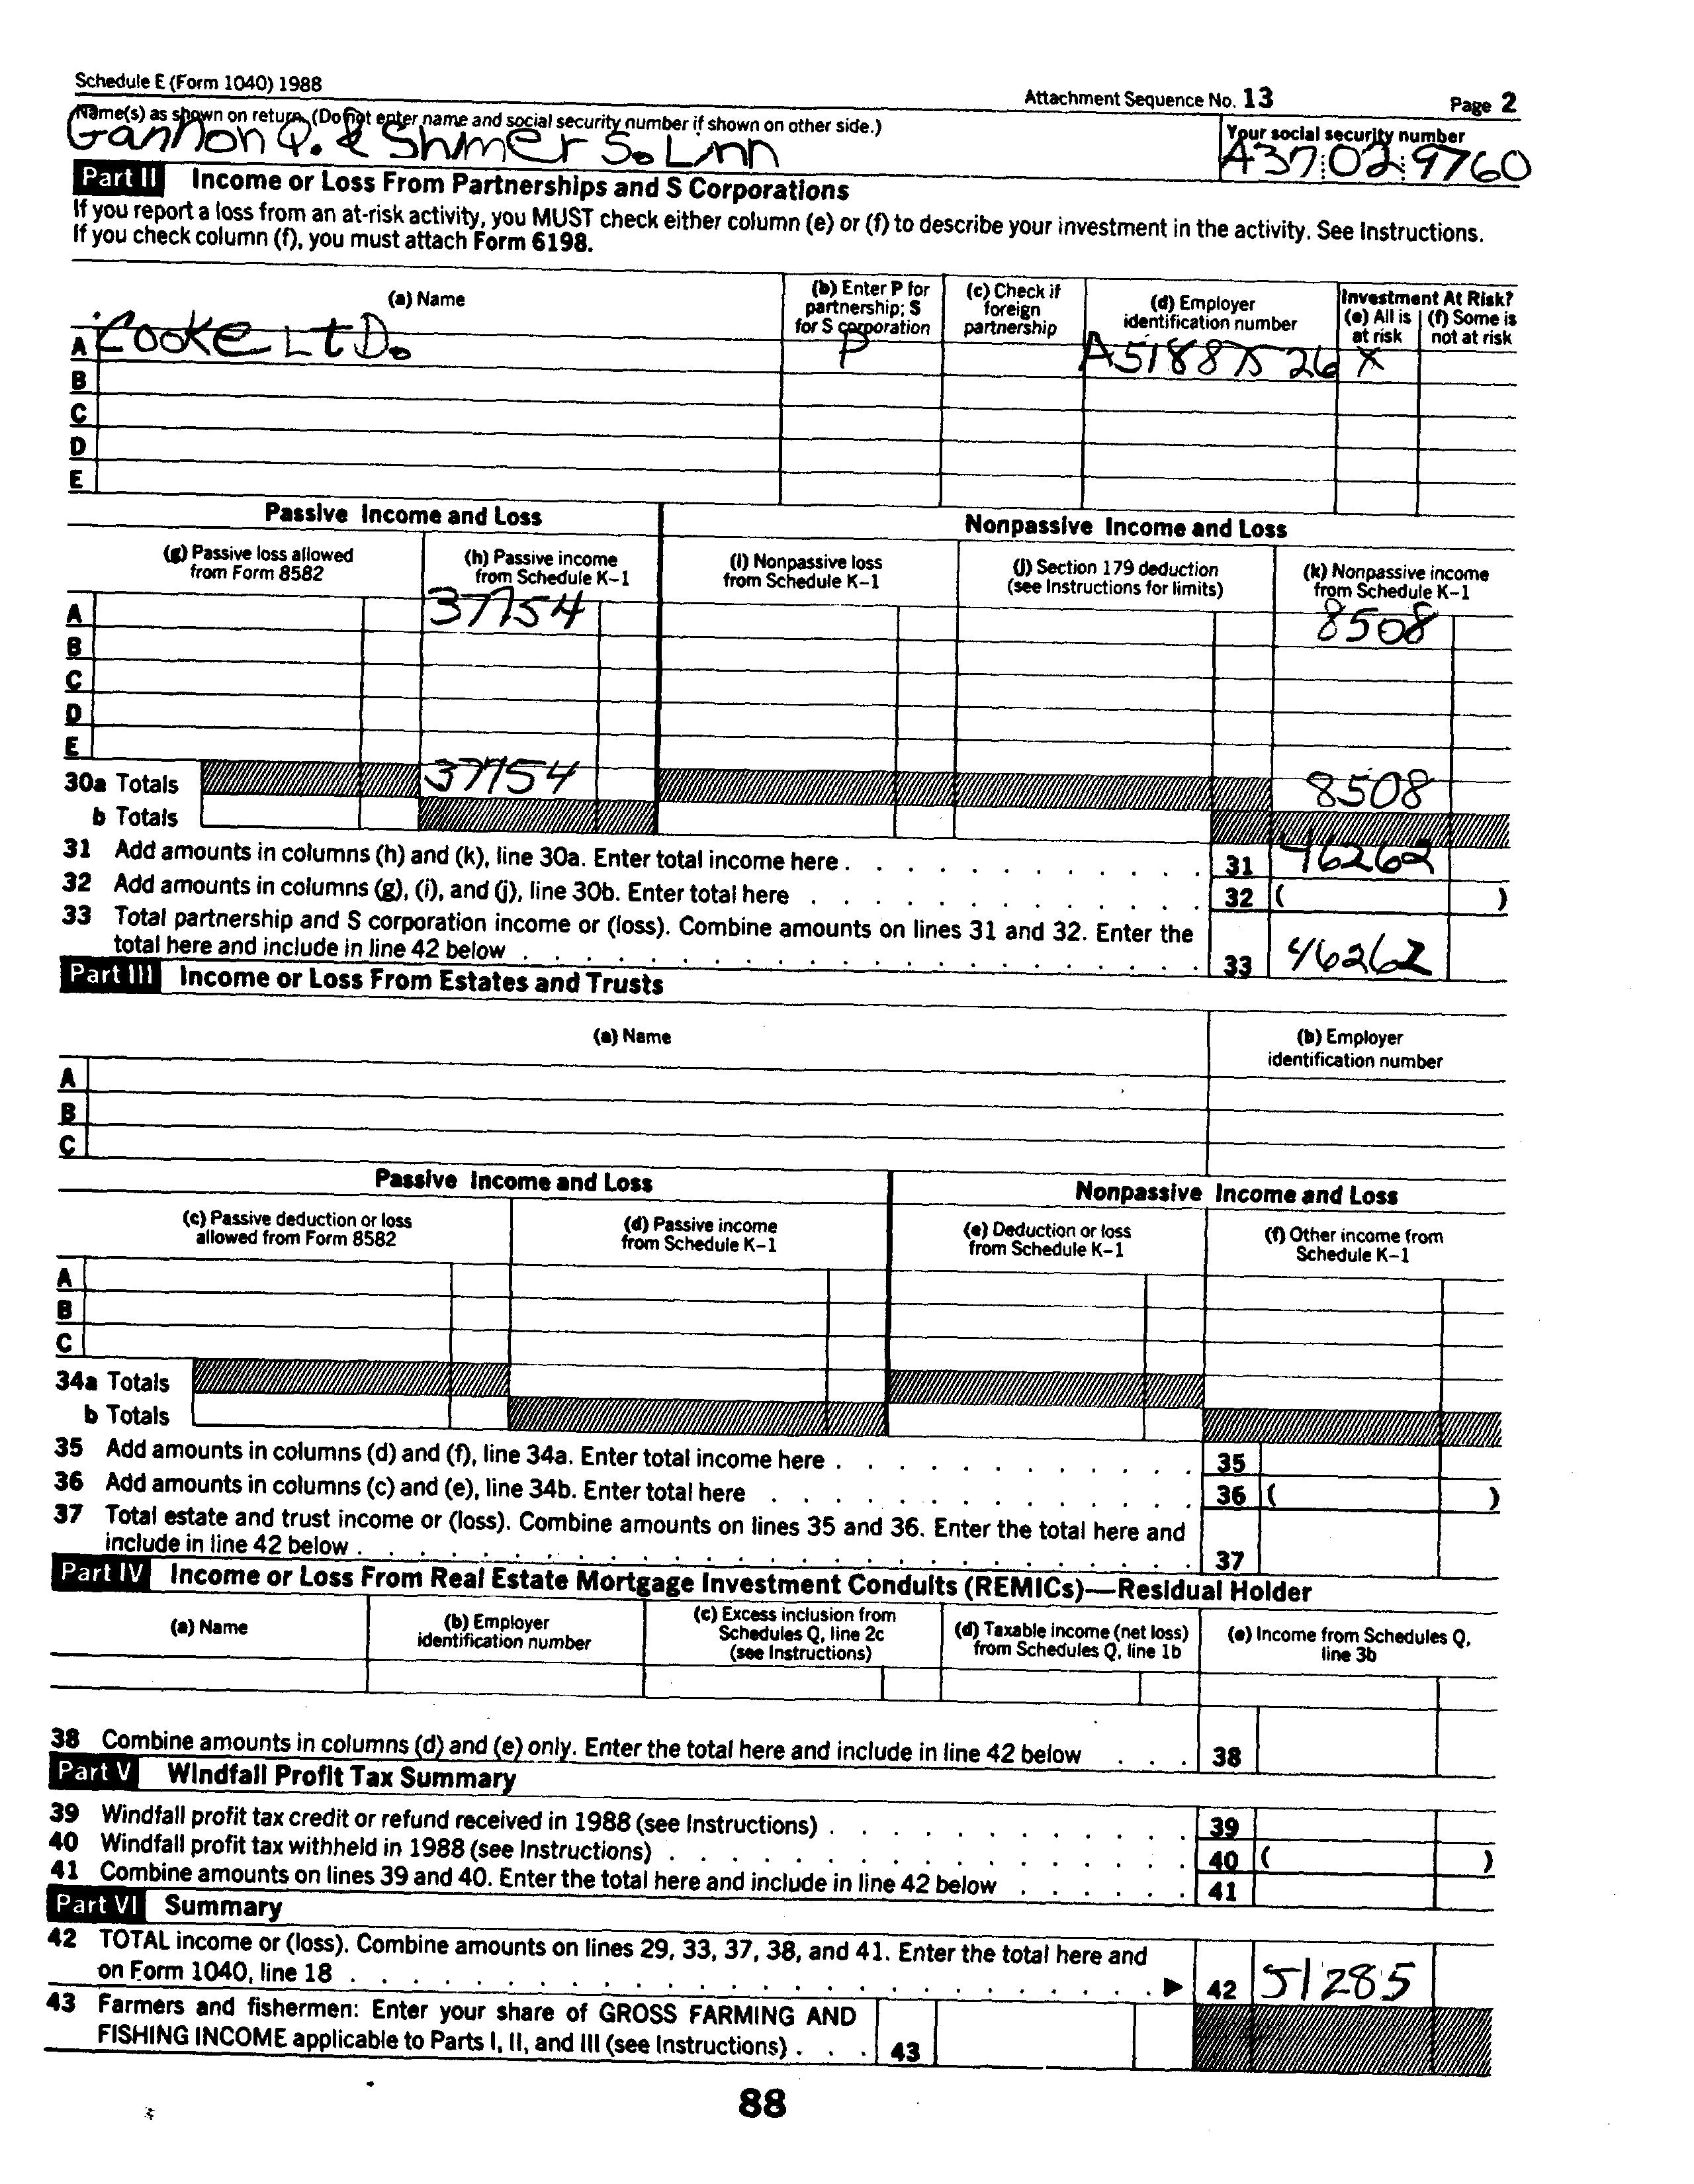 Schedule E (Form 1040) 1988 Attachment Sequence No. 13 Page 2
Name(s) as shown on return. (Do not enter name and social security number if shown on other side.) Your social security number
Gannon Q. & Shmer S. Linn A37:02:9760
Part II Income or Loss From Partnerships and S Corporations
If you report a loss from an at-risk activity, you MUST check either column (e) or (f) to describe your investment in the activity. See Instructions.
If you check column (f), you must attach Form 6198.
(a) Name (b) Enter P for partnership; S for S corporation (c) Check if foreign partnership (d) Employer identification number Investment At Risk? (e) All is at risk (f) Some is not at risk
A Cooke LtD. P A51887526 X
B
C
D
E
Passive Income and Loss Nonpassive Income and Loss
(g) Passive loss allowed from Form 8582 (h) Passive income from Schedule K–1 (i) Nonpassive loss from Schedule K–1 (j) Section 179 deduction (see Instructions for limits) (k) Nonpassive income from Schedule K–1
A 37754 8508
B
C
D
E
30a Totals 37754 8508
b Totals
31 Add amounts in columns (h) and (k), line 30a. Enter total income here . 31 46262
32 Add amounts in columns (g), (i), and (j), line 30b. Enter total here 32 ( )
33 Total partnership and S corporation income or (loss). Combine amounts on lines 31 and 32. Enter the
total here and include in line 42 below 33 46262
Part III Income or Loss From Estates and Trusts
(a) Name (b) Employer identification number
A
B
C
Passive Income and Loss Nonpassive Income and Loss
(c) Passive deduction or loss allowed from Form 8582 (d) Passive income from Schedule K–1 (e) Deduction or loss from Schedule K–1 (f) Other income from Schedule K–1
A
B
C
34a Totals
b Totals
35 Add amounts in columns (d) and (f), line 34a. Enter total income here . 35
36 Add amounts in columns (c) and (e), line 34b. Enter total here 36 ( )
37 Total estate and trust income or (loss). Combine amounts on lines 35 and 36. Enter the total here and
include in line 42 below . 37
Part IV Income or Loss From Real Estate Mortgage Investment Conduits (REMICs)—Residual Holder
(a) Name (b) Employer identification number (c) Excess inclusion from Schedules Q, line 2c (see Instructions) (d) Taxable income (net loss) from Schedules Q, line 1b (e) Income from Schedules Q, line 3b
38 Combine amounts in columns (d) and (e) only. Enter the total here and include in line 42 below 38
Part V Windfall Profit Tax Summary
39 Windfall profit tax credit or refund received in 1988 (see Instructions) . 39
40 Windfall profit tax withheld in 1988 (see Instructions) 40 ( )
41 Combine amounts on lines 39 and 40. Enter the total here and include in line 42 below 41
Part VI Summary
42 TOTAL income or (loss). Combine amounts on lines 29, 33, 37, 38, and 41. Enter the total here and
on Form 1040, line 18 ▶ 42 51285
43 Farmers and fishermen: Enter your share of GROSS FARMING AND
FISHING INCOME applicable to Parts I, II, and III (see Instructions) . 43
88